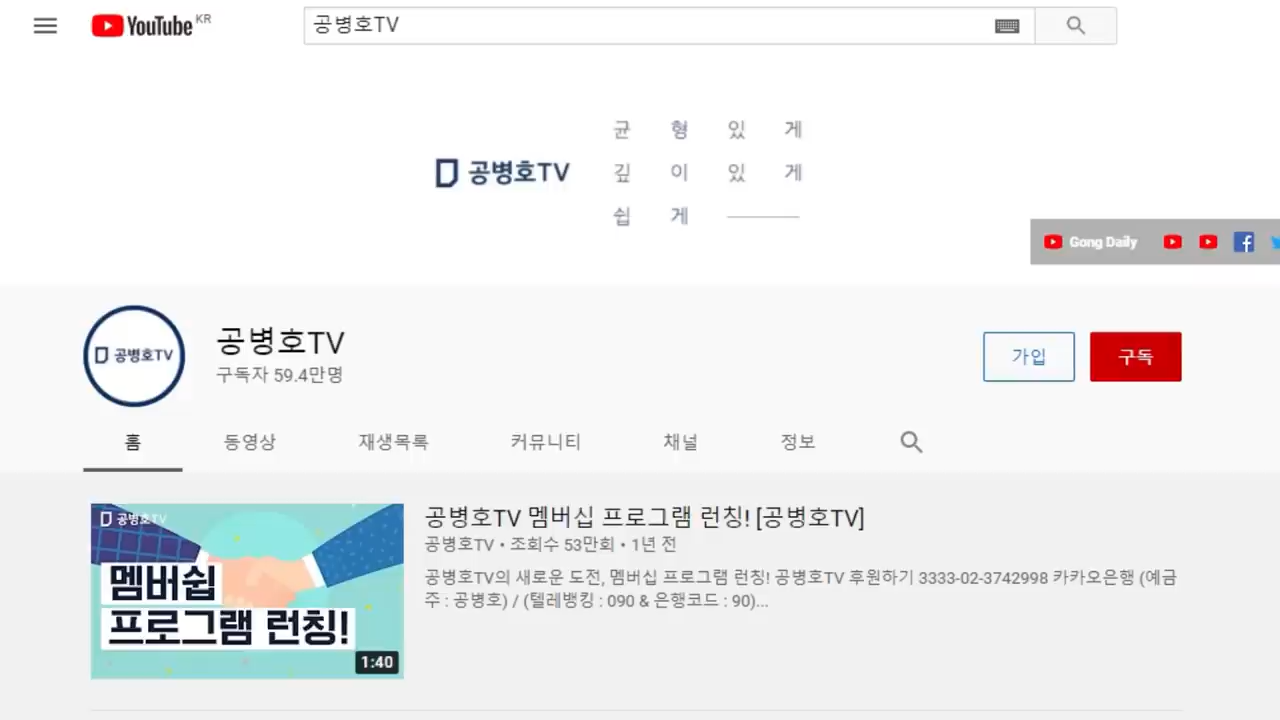 YouTube KR
공병호TV
공병호TV
균형있게
깊이있게
쉽게
Gong Daily
공병호TV
공병호TV
구독자 59.4만명
가입
구독
홈 동영상 재생목록 커뮤니티 채널 정보
공병호TV
멤버쉽
프로그램 런칭!
1:40
공병호TV 멤버십 프로그램 런칭! [공병호TV]
공병호TV • 조회수 53만회 • 1년 전
공병호TV의 새로운 도전, 멤버십 프로그램 런칭! 공병호TV 후원하기 3333-02-3742998 카카오은행 (예금
주 : 공병호) / (텔레뱅킹 : 090 & 은행코드 : 90)...